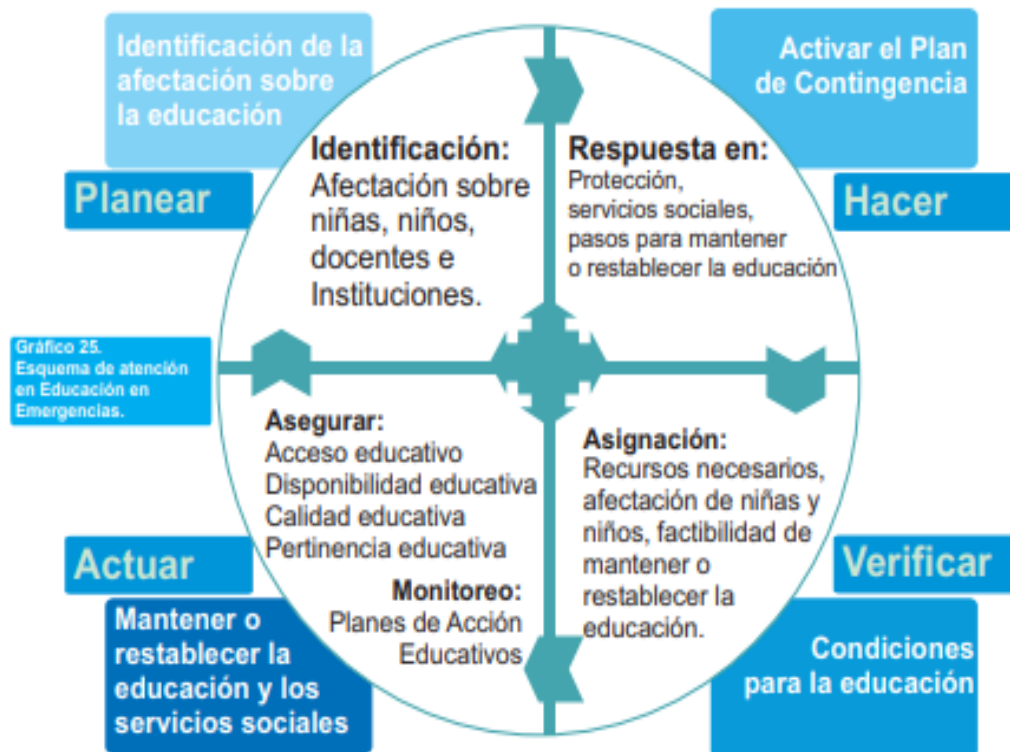 Identificación de la
afectación sobre
la educación
Planear
Identificación:
Afectación sobre
niñas, niños,
docentes e
Instituciones.
Activar el Plan
de Contingencia
Hacer
Respuesta en:
Protección,
servicios sociales,
pasos para mantener
o restablecer la educación
Gráfico 25.
Esquema de atención
en Educación en
Emergencias.
Asegurar:
Acceso educativo
Disponibilidad educativa
Calidad educativa
Pertinencia educativa
Monitoreo:
Planes de Acción
Educativos
Actuar
Mantener o
restablecer la
educación y los
servicios sociales
Asignación:
Recursos necesarios,
afectación de niñas y
niños, factibilidad de
mantener o
restablecer la
educación.
Verificar
Condiciones
para la educación